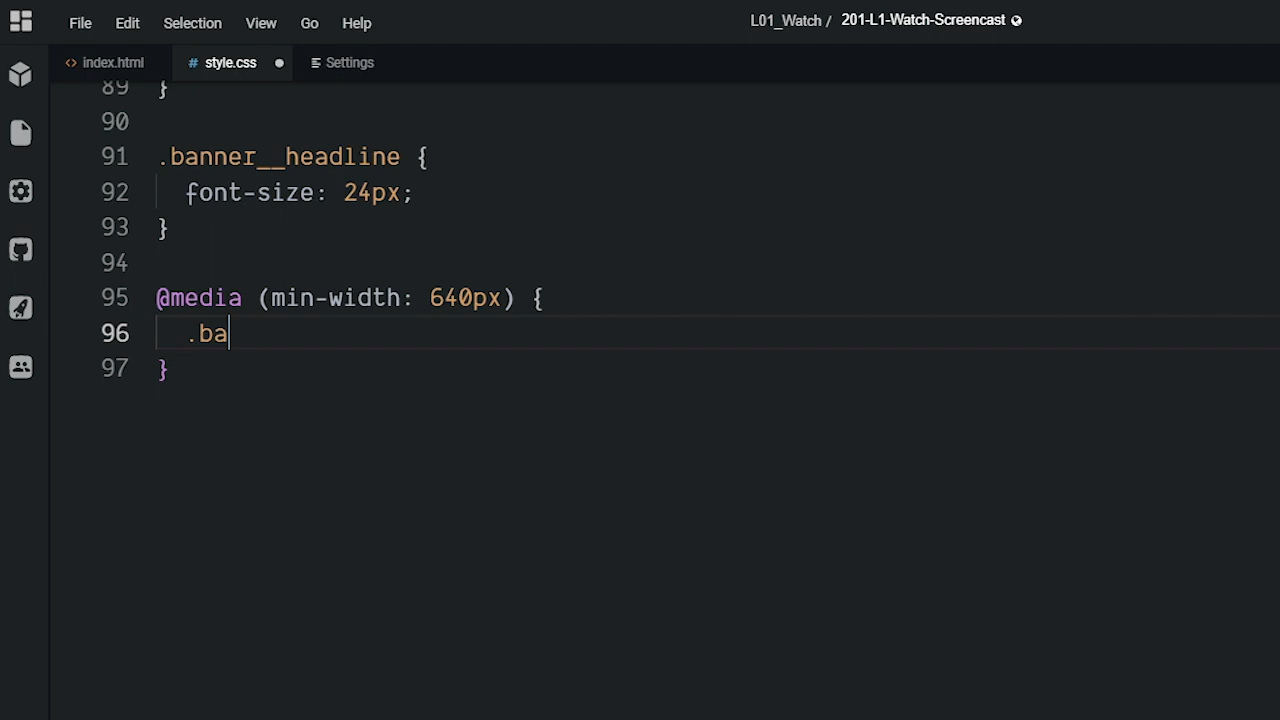 File Edit Selection View Go Help L01_Watch / 201-L1-Watch-Screencast
<> index.html # style.css Settings
89 }
90
91 .banner__headline {
92 font-size: 24px;
93 }
94
95 @media (min-width: 640px) {
96 .ba
97 }